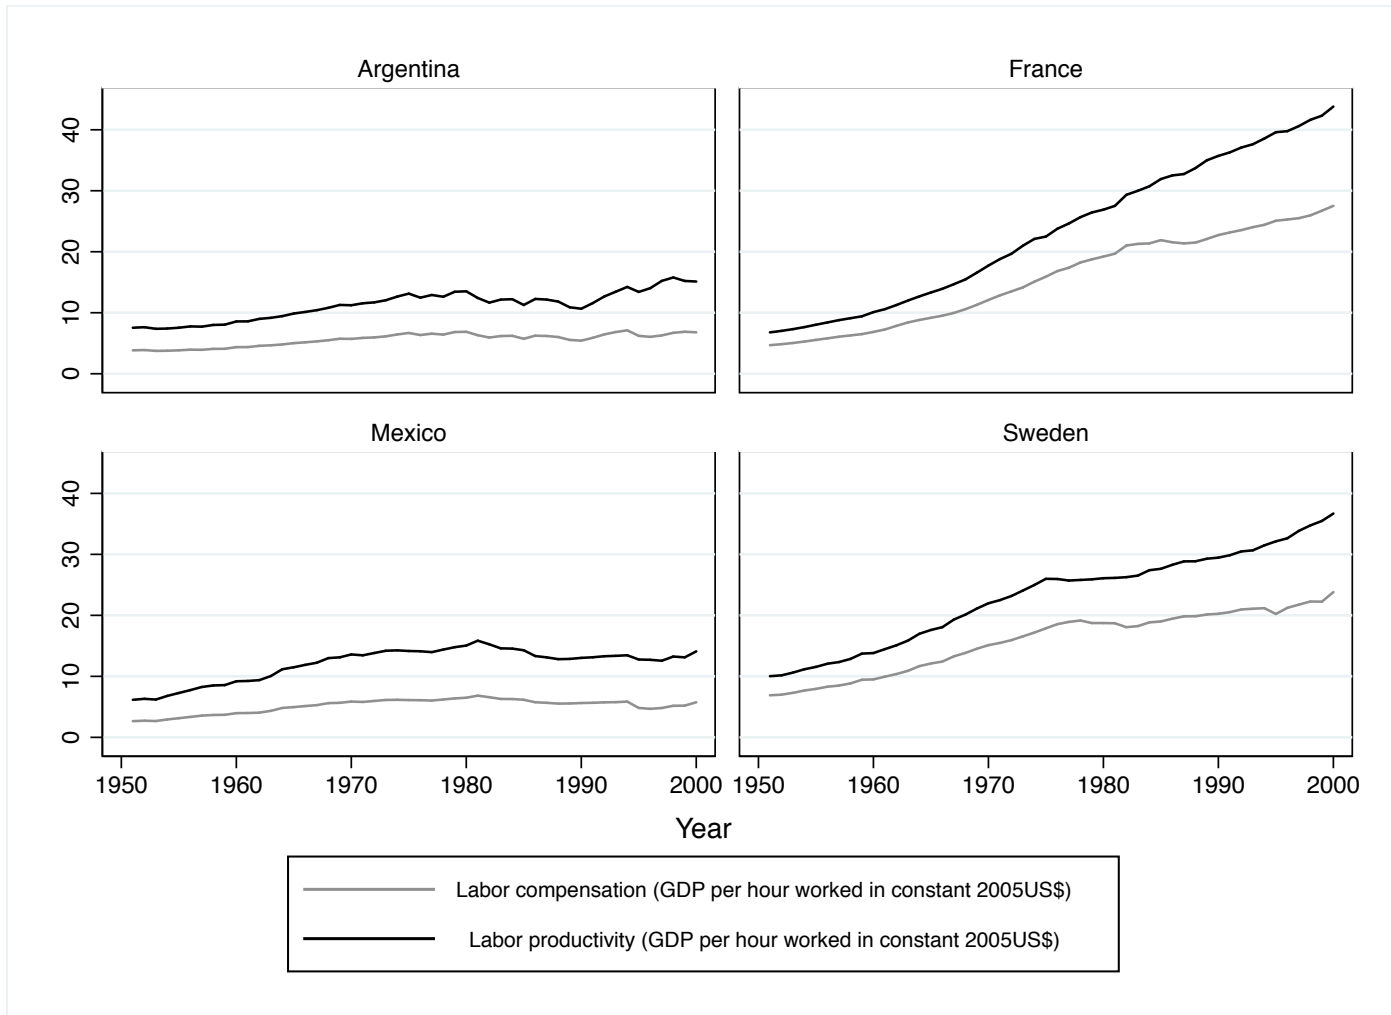 Argentina
France
40
30
20
10
0
Mexico
Sweden
40
30
20
10
0
1950 1960 1970 1980 1990 2000 1950 1960 1970 1980 1990 2000
Year
Labor compensation (GDP per hour worked in constant 2005US$)
Labor productivity (GDP per hour worked in constant 2005US$)